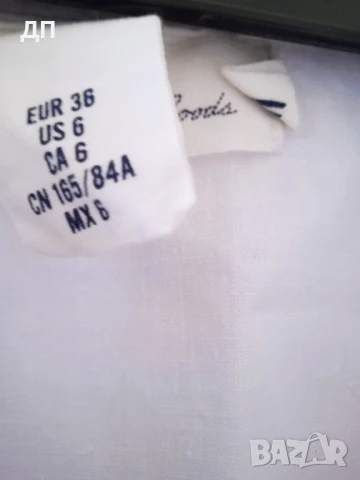 дп
EUR 36
US 6
CA 6
CN 165/84A
MX 6
Goods
BAZAR